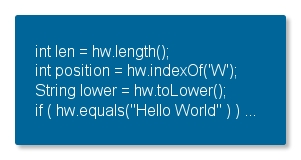 int len = hw.length();
int position = hw.indexOf('W');
String lower = hw.toLower();
if ( hw.equals("Hello World" ) ) ...